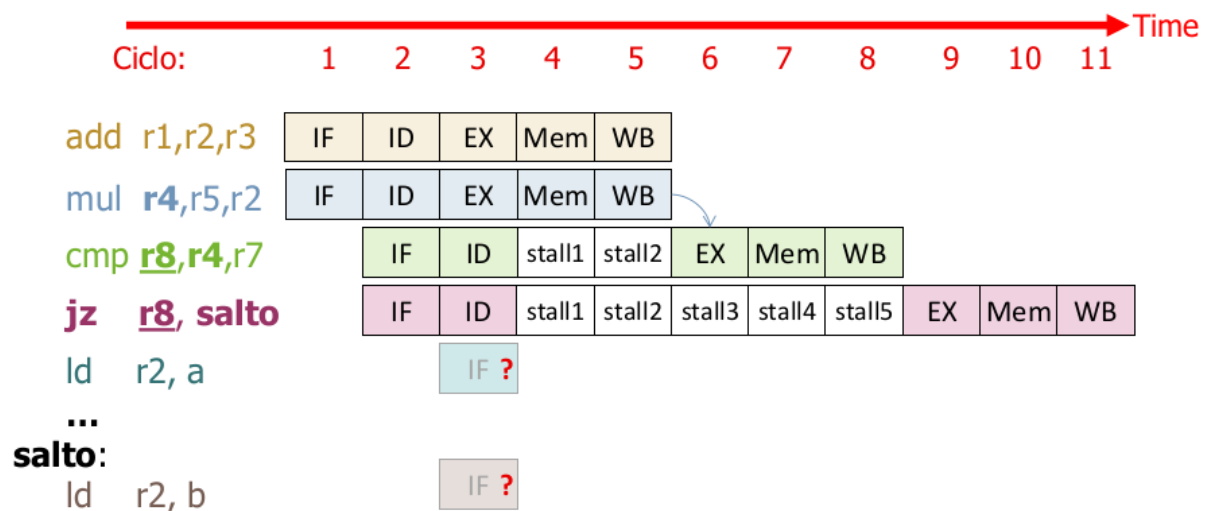 Time
Ciclo: 1 2 3 4 5 6 7 8 9 10 11
add r1,r2,r3 IF ID EX Mem WB
mul r4,r5,r2 IF ID EX Mem WB
cmp r8,r4,r7 IF ID stall1 stall2 EX Mem WB
jz r8, salto IF ID stall1 stall2 stall3 stall4 stall5 EX Mem WB
ld r2, a IF ?
...
salto:
ld r2, b IF ?